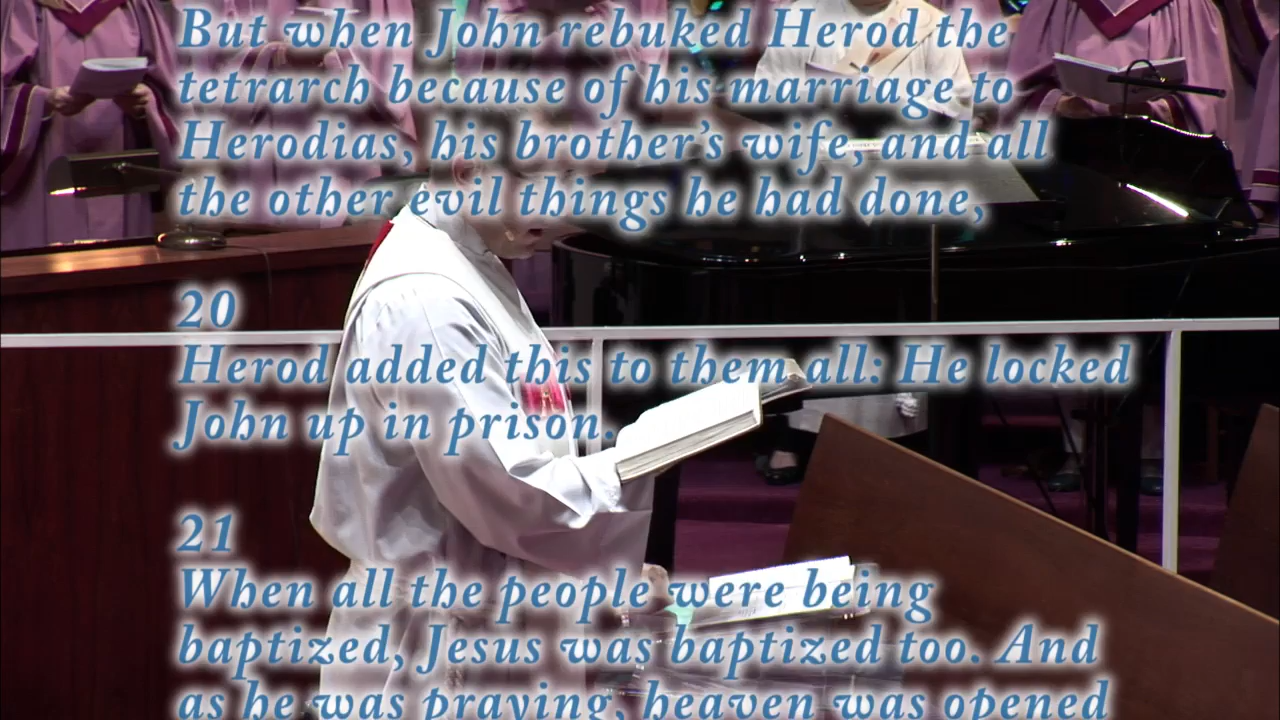 But when John rebuked Herod the
tetrarch because of his marriage to
Herodias, his brother’s wife, and all
the other evil things he had done,
20
Herod added this to them all: He locked
John up in prison.
21
When all the people were being
baptized, Jesus was baptized too. And
as he was praying, heaven was opened